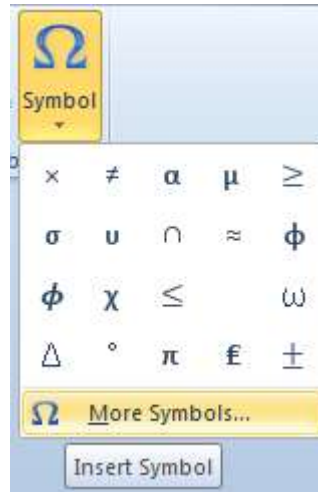 Ω
Symbol
× ≠ α μ ≥
σ υ ∩ ≈ ϕ
ϕ χ ≤ ω
Δ ° π £ ±
Ω More Symbols...
Insert Symbol